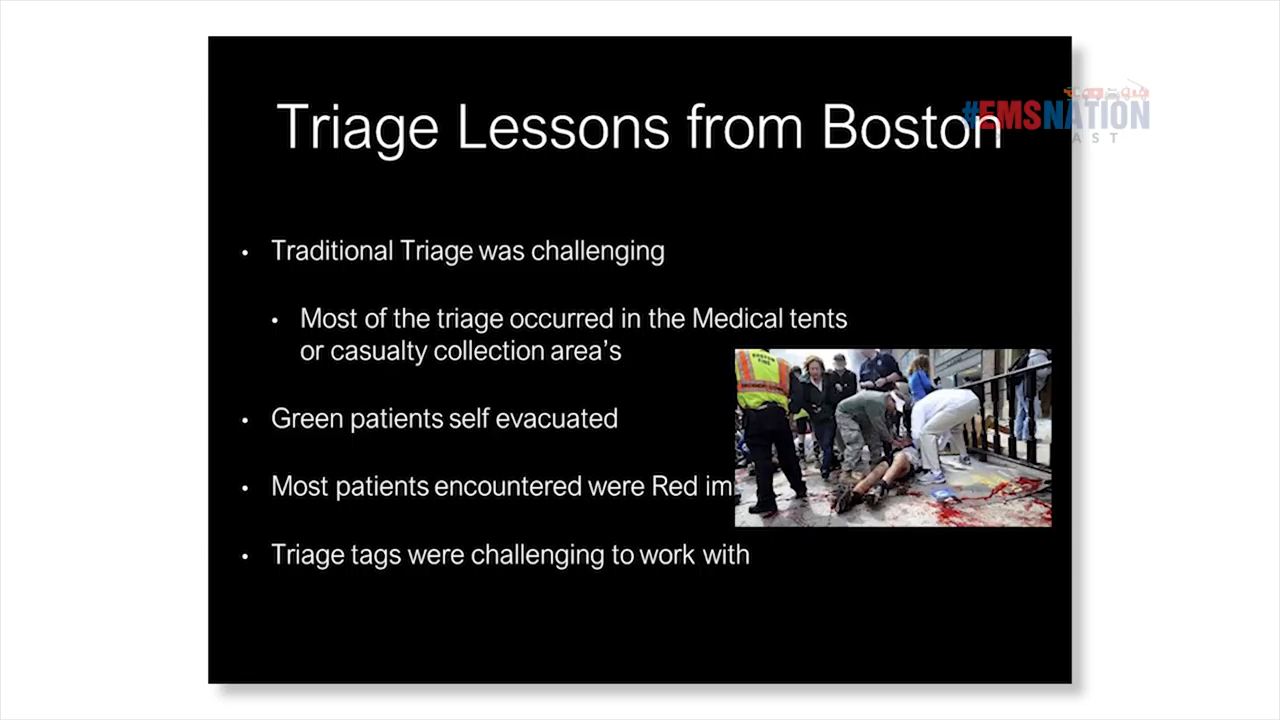 Triage Lessons from Boston
#EMSNATION
AST
• Traditional Triage was challenging
• Most of the triage occurred in the Medical tents
or casualty collection area's
• Green patients self evacuated
• Most patients encountered were Red im
• Triage tags were challenging to work with